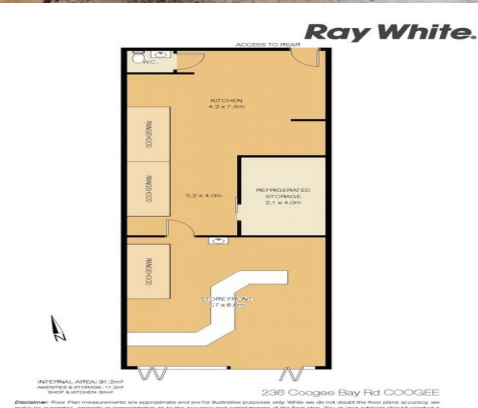 Ray White.
ACCESS TO REAR
W.C.
KITCHEN
4.2 x 7.5m
RANGEHOOD
RANGEHOOD
3.2 x 4.0m
REFRIGERATED
STORAGE
2.1 x 4.0m
RANGEHOOD
STORE FRONT
N
INTERNAL AREA: 91.2m²
AMENITIES & STORAGE: 11.2m²
SHOP & KITCHEN: 80m²
236 Coogee Bay Rd COOGEE
Disclaimer: Floor Plan measurements are approximate and are for illustrative purposes only. While we do not doubt the floor plans accuracy, we